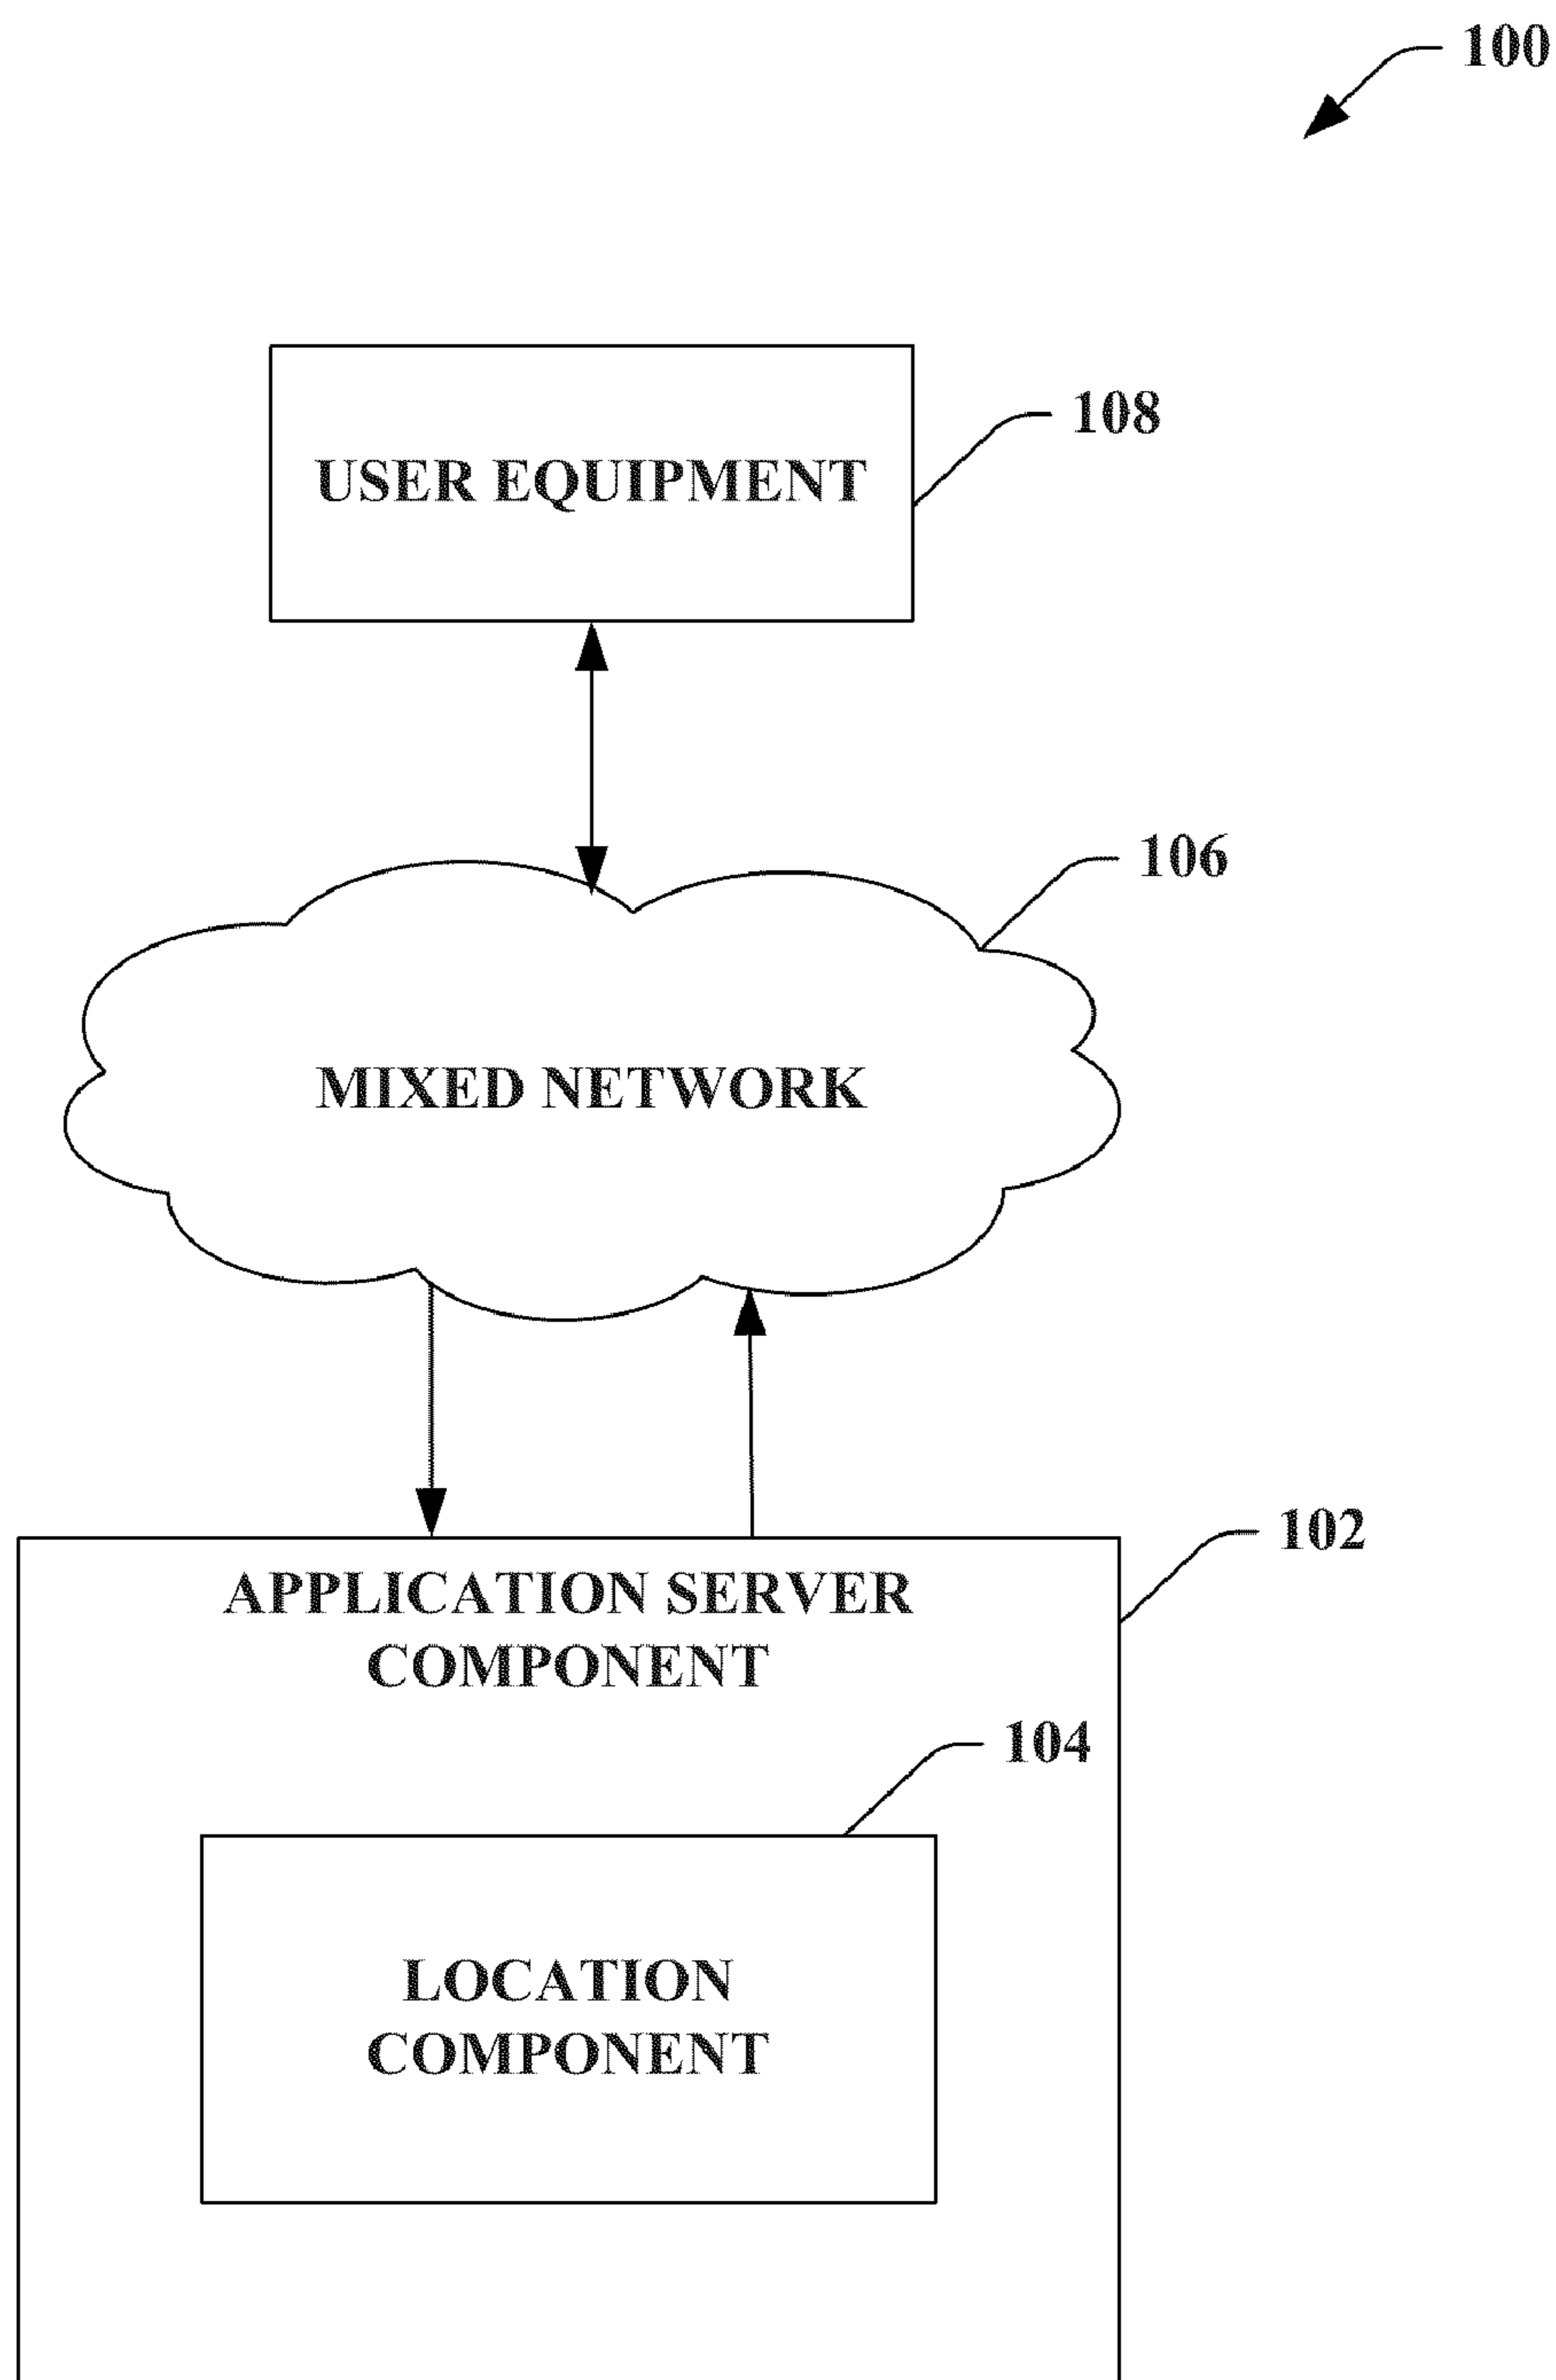 100
108
USER EQUIPMENT
106
MIXED NETWORK
102
APPLICATION SERVER
COMPONENT
104
LOCATION
COMPONENT